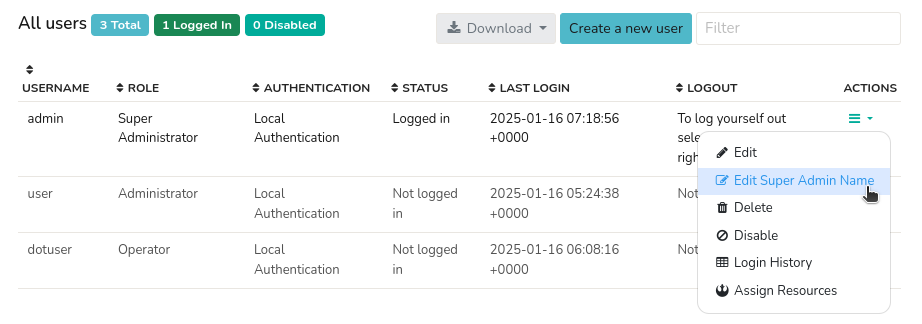 All users 3 Total 1 Logged In 0 Disabled Download Create a new user Filter
USERNAME ROLE AUTHENTICATION STATUS LAST LOGIN LOGOUT ACTIONS
admin Super Local Logged in 2025-01-16 07:18:56 To log yourself out
Administrator Authentication +0000 sele
righ
Edit
Edit Super Admin Name
Delete
Disable
Login History
Assign Resources
user Administrator Local Not logged 2025-01-16 05:24:38 Not
Authentication in +0000
dotuser Operator Local Not logged 2025-01-16 06:08:16 Not
Authentication in +0000